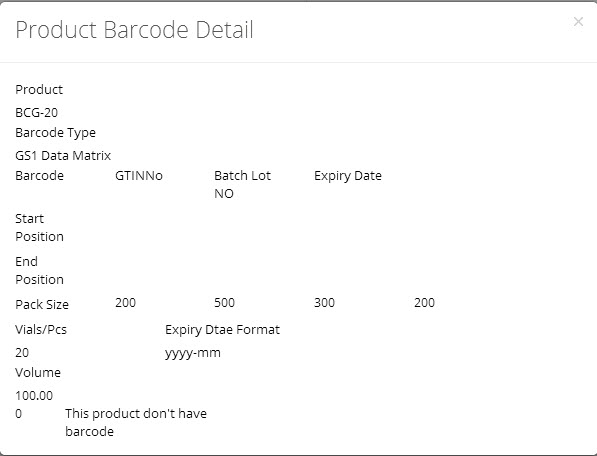 Product Barcode Detail ×
Product
BCG-20
Barcode Type
GS1 Data Matrix
Barcode GTINNo Batch Lot Expiry Date
NO
Start
Position
End
Position
Pack Size 200 500 300 200
Vials/Pcs Expiry Dtae Format
20 yyyy-mm
Volume
100.00
0 This product don't have
barcode